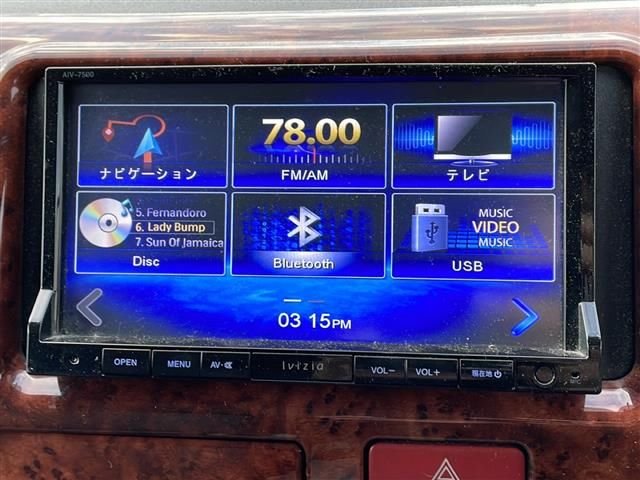 AIV-7500
ナビゲーション
78.00
FM/AM
テレビ
5. Fernandoro
6. Lady Bump
7. Sun Of Jamaica
Disc
Bluetooth
MUSIC
VIDEO
MUSIC
USB
03 15PM
OPEN
MENU
AV・
ivizia
VOL−
VOL+
現在地